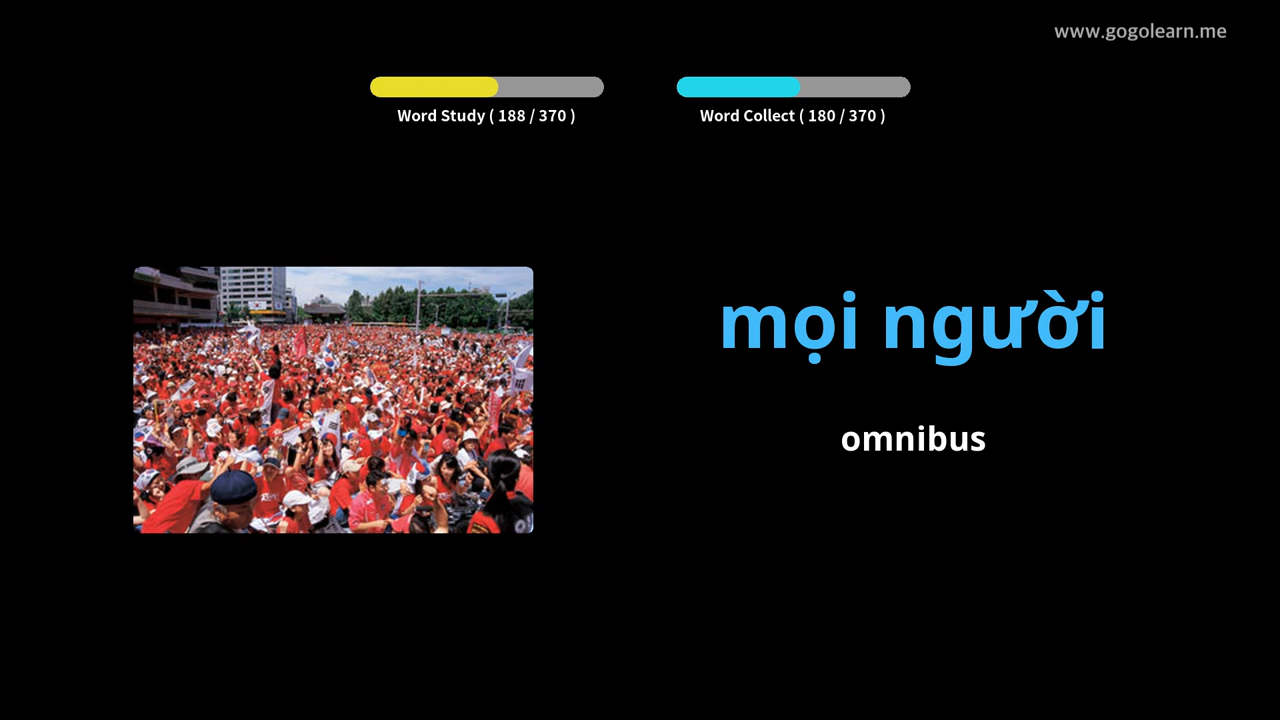 www.gogolearn.me
Word Study ( 188 / 370 )
Word Collect ( 180 / 370 )
mọi người
omnibus